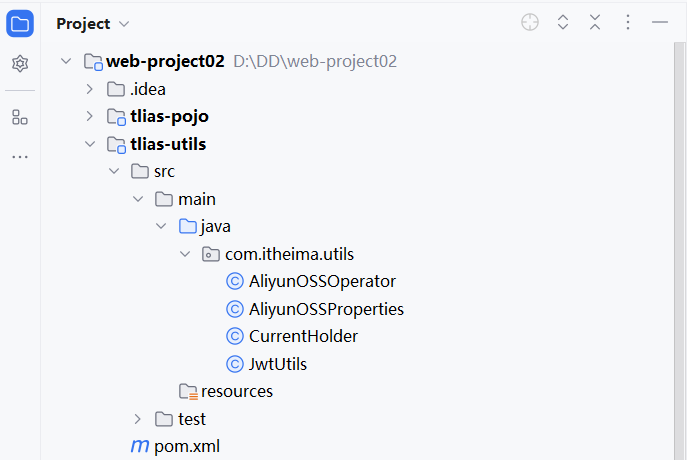 Project
web-project02 D:\DD\web-project02
.idea
tlias-pojo
tlias-utils
src
main
java
com.itheima.utils
AliyunOSSOperator
AliyunOSSProperties
CurrentHolder
JwtUtils
resources
test
pom.xml